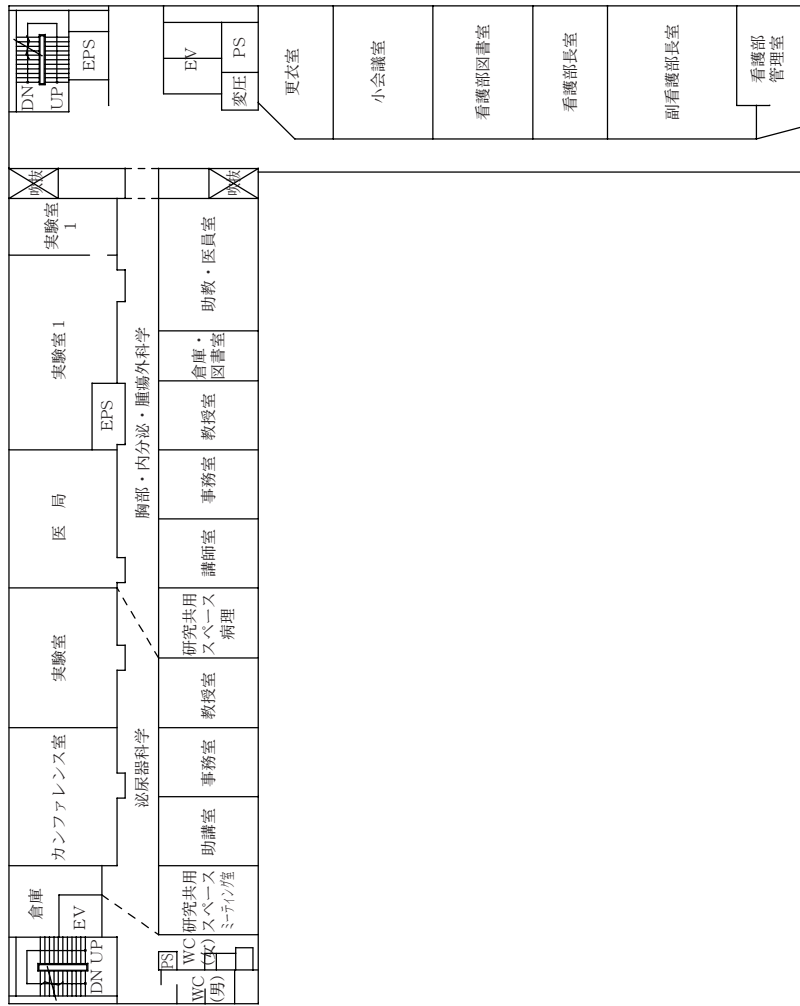 DN
UP
EPS
EV
PS
変圧
更衣室
小会議室
看護部図書室
看護部長室
副看護部長室
看護部
管理室
吹抜
吹抜
実験室
1
実験室 1
EPS
医 局
実験室
カンファレンス室
倉庫
EV
DN UP
胸部・内分泌・腫瘍外科学
泌尿器科学
助教・医員室
倉庫・
図書室
教授室
事務室
講師室
研究共用
スペース
病理
教授室
事務室
助講室
研究共用
スペース
ミーティング室
PS
WC
(女)
WC
(男)